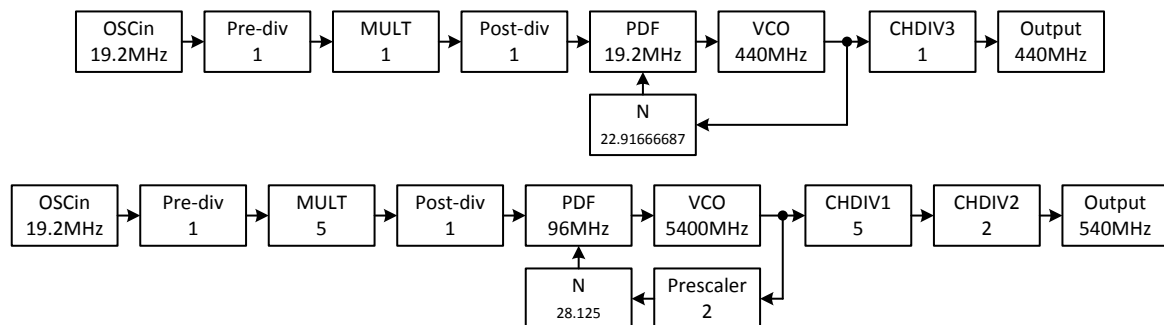 OSCin
19.2MHz
Pre-div
1
MULT
1
Post-div
1
PDF
19.2MHz
VCO
440MHz
CHDIV3
1
Output
440MHz
N
22.91666687
OSCin
19.2MHz
Pre-div
1
MULT
5
Post-div
1
PDF
96MHz
VCO
5400MHz
CHDIV1
5
CHDIV2
2
Output
540MHz
N
28.125
Prescaler
2